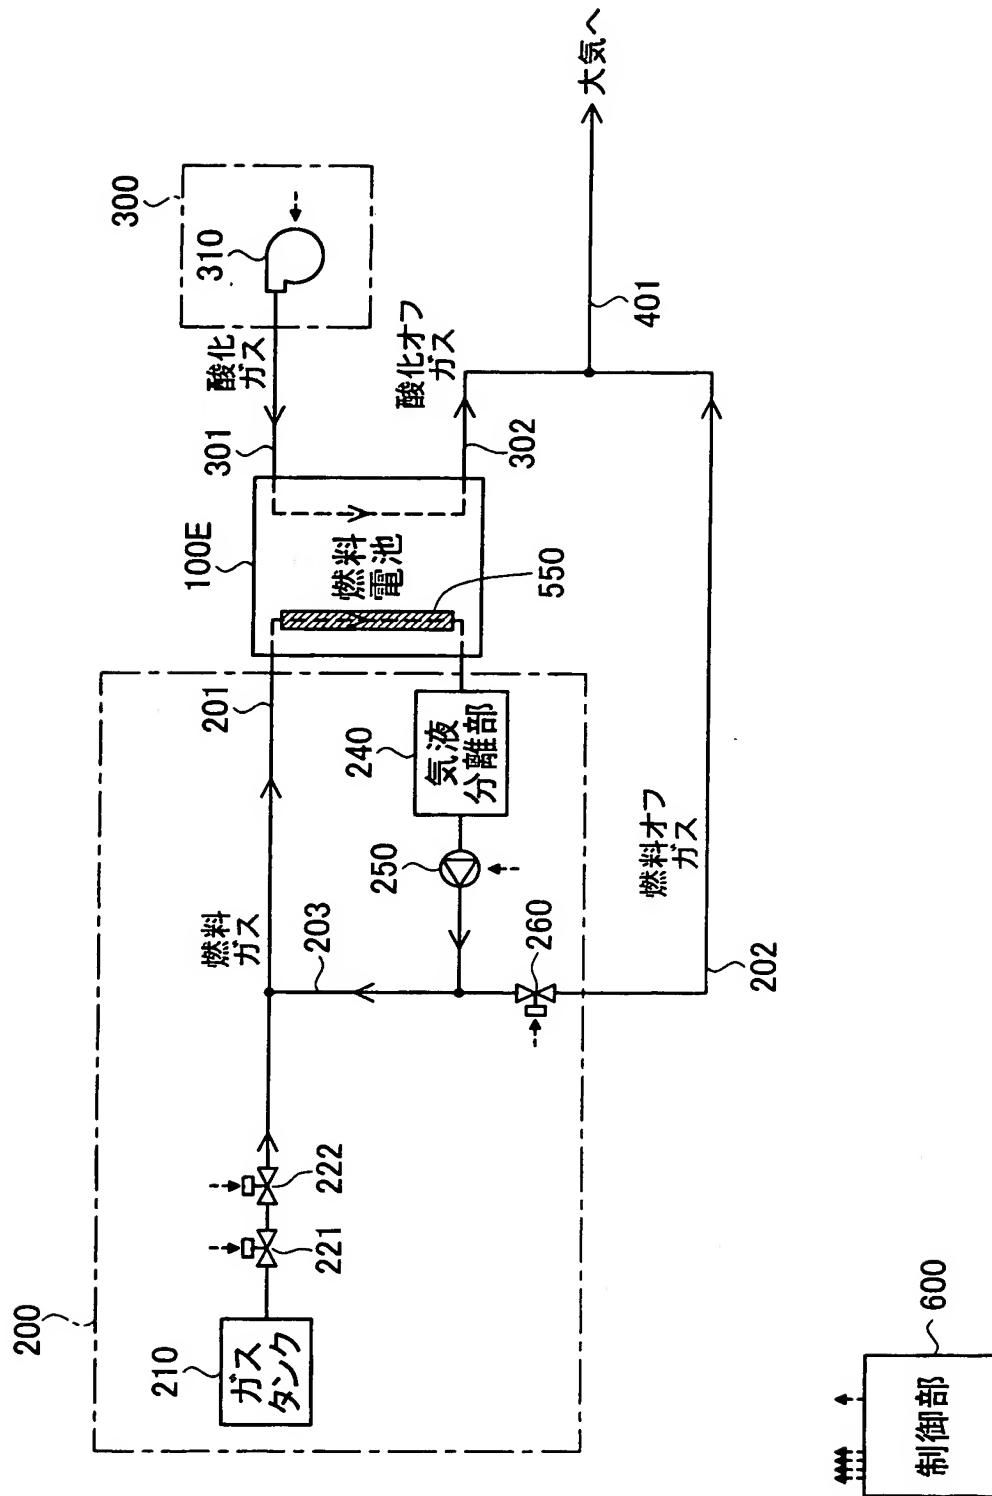 200
210
ガス
タンク
221
222
燃料
ガス
203
201
250
240
気液
分離部
260
100E
燃料
電池
550
301
酸化
ガス
300
310
302
酸化オフ
ガス
燃料オフ
ガス
202
401
大気へ
600
制御部